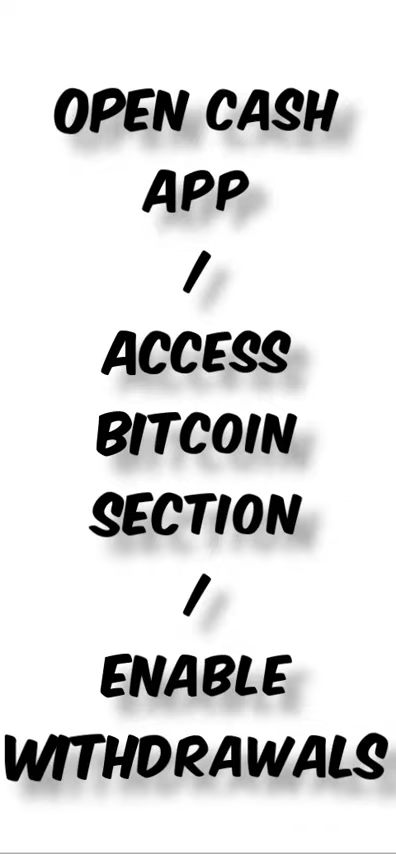 OPEN CASH
APP
/
ACCESS
BITCOIN
SECTION
/
ENABLE
WITHDRAWALS